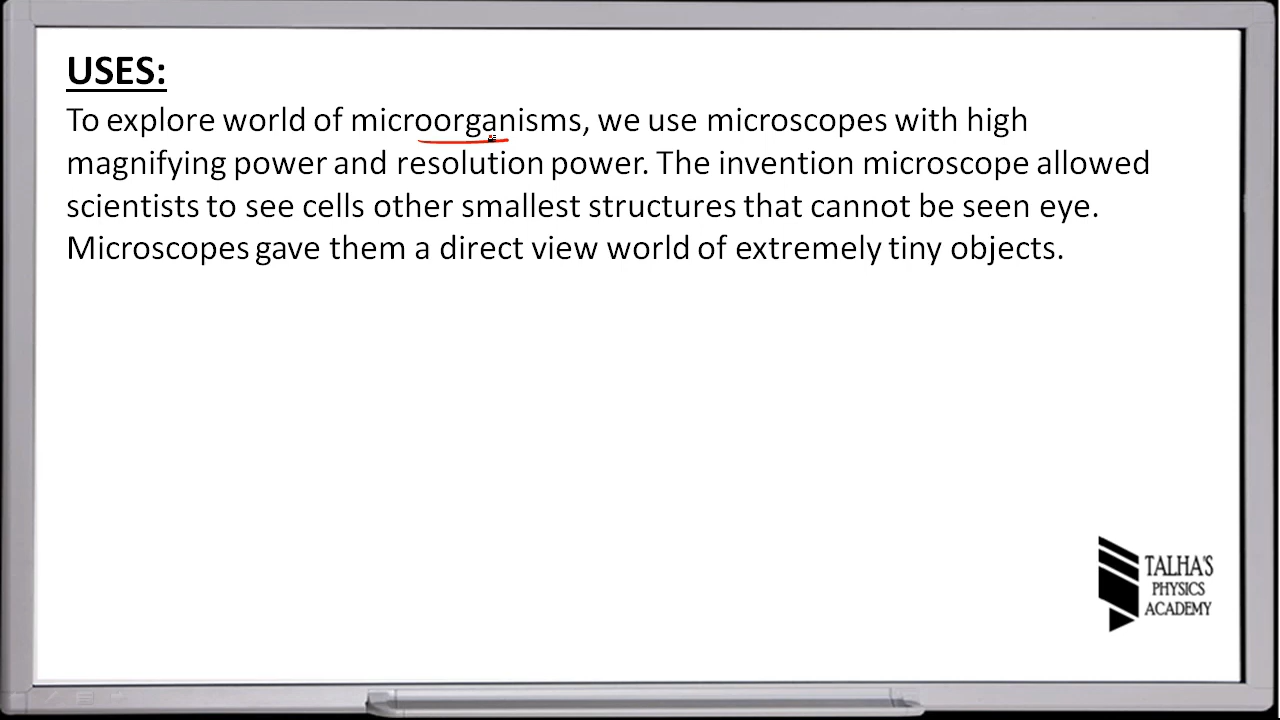 USES:
To explore world of microorganisms, we use microscopes with high
magnifying power and resolution power. The invention microscope allowed
scientists to see cells other smallest structures that cannot be seen eye.
Microscopes gave them a direct view world of extremely tiny objects.
TALHA'S
PHYSICS
ACADEMY